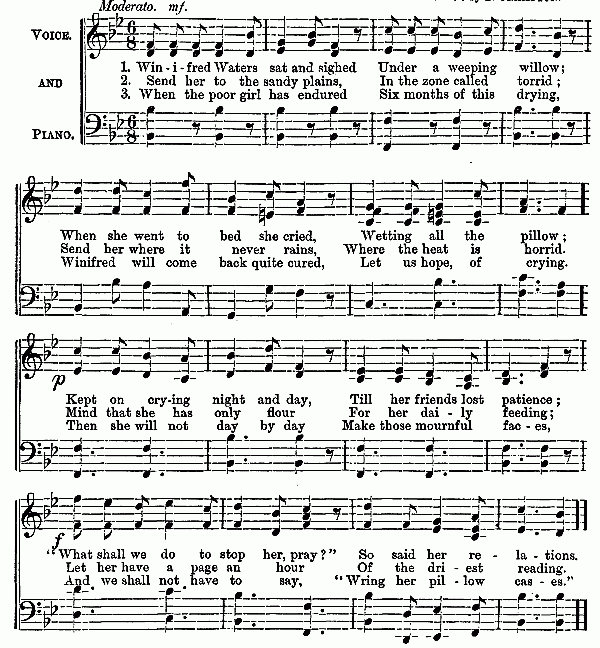 Moderato. mf.
VOICE.
1. Win - i - fred Waters sat and sighed Under a weeping willow;
AND
2. Send her to the sandy plains, In the zone called torrid;
3. When the poor girl has endured Six months of this drying,
PIANO.
When she went to bed she cried, Wetting all the pillow;
Send her where it never rains, Where the heat is horrid.
Winifred will come back quite cured, Let us hope, of crying.
p
Kept on cry-ing night and day, Till her friends lost patience;
Mind that she has only flour For her dai - ly feeding;
Then she will not day by day Make those mournful fac - es,
f
"What shall we do to stop her, pray?" So said her re - la - tions.
Let her have a page an hour Of the dri - est reading.
And we shall not have to say, "Wring her pil - low cas - es."